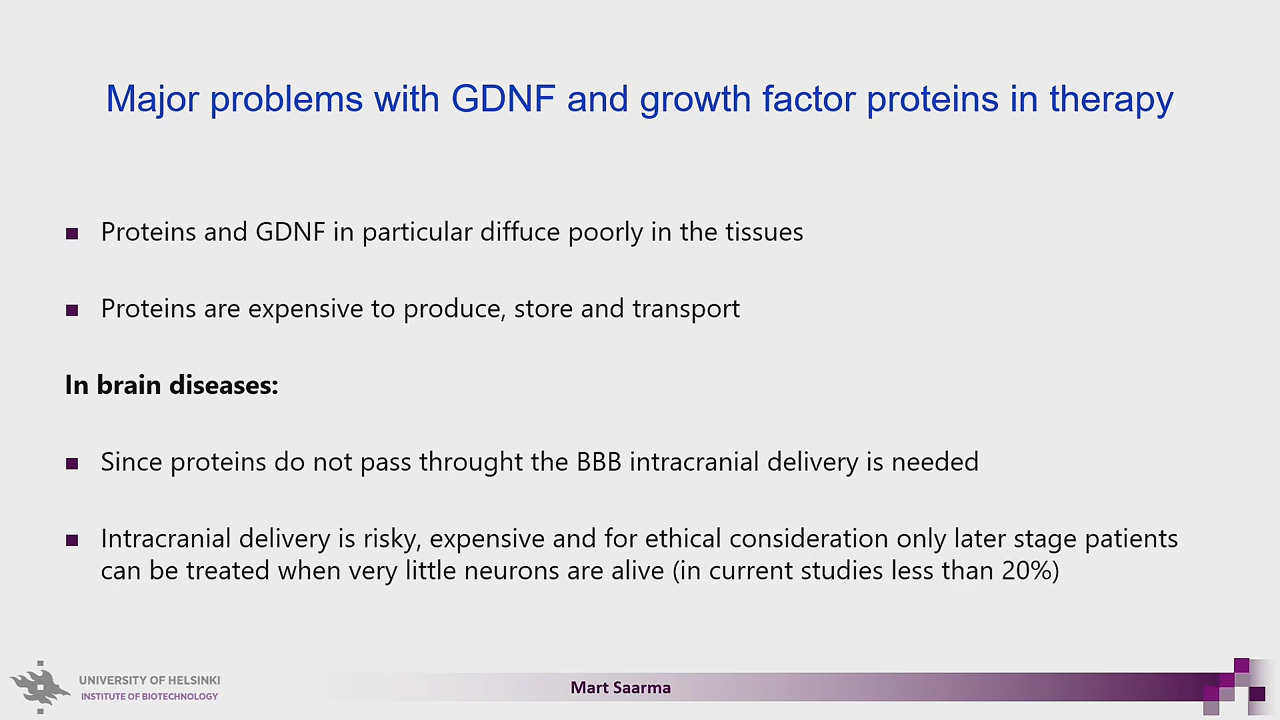 Major problems with GDNF and growth factor proteins in therapy
Proteins and GDNF in particular diffuce poorly in the tissues
Proteins are expensive to produce, store and transport
In brain diseases:
Since proteins do not pass throught the BBB intracranial delivery is needed
Intracranial delivery is risky, expensive and for ethical consideration only later stage patients
can be treated when very little neurons are alive (in current studies less than 20%)
UNIVERSITY OF HELSINKI
INSTITUTE OF BIOTECHNOLOGY
Mart Saarma